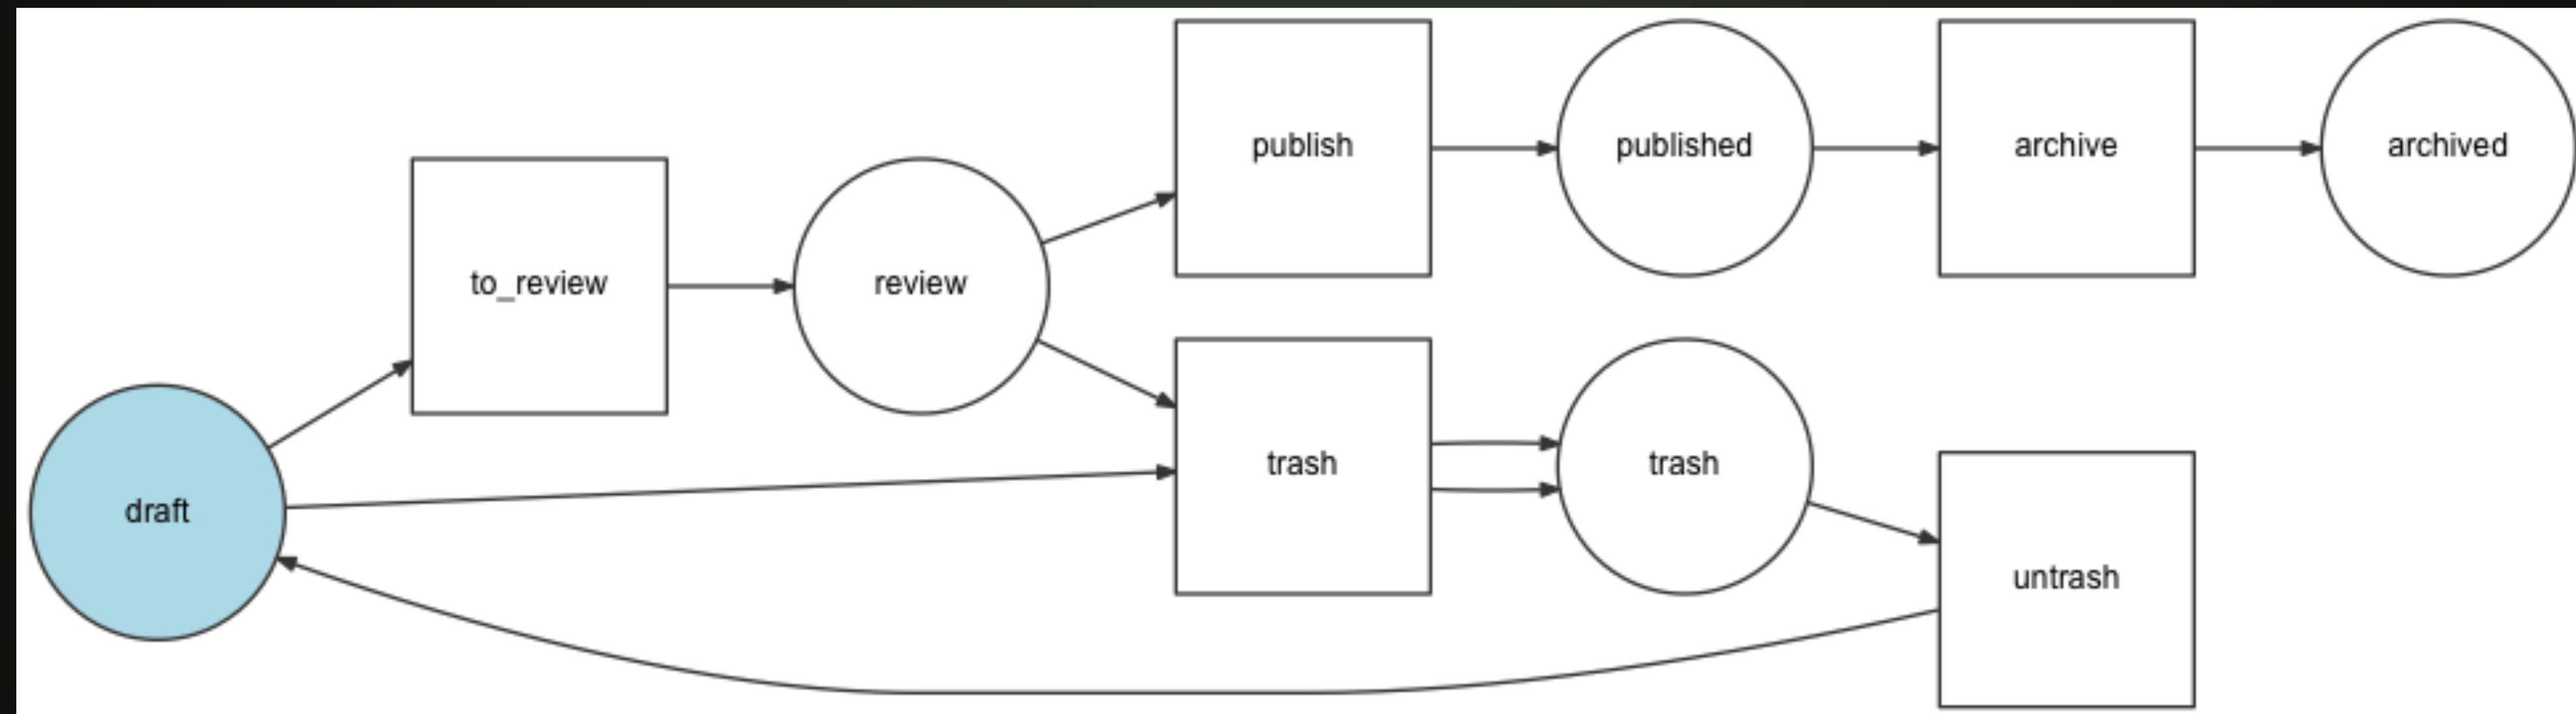 publish
published
archive
archived
to_review
review
trash
trash
draft
untrash